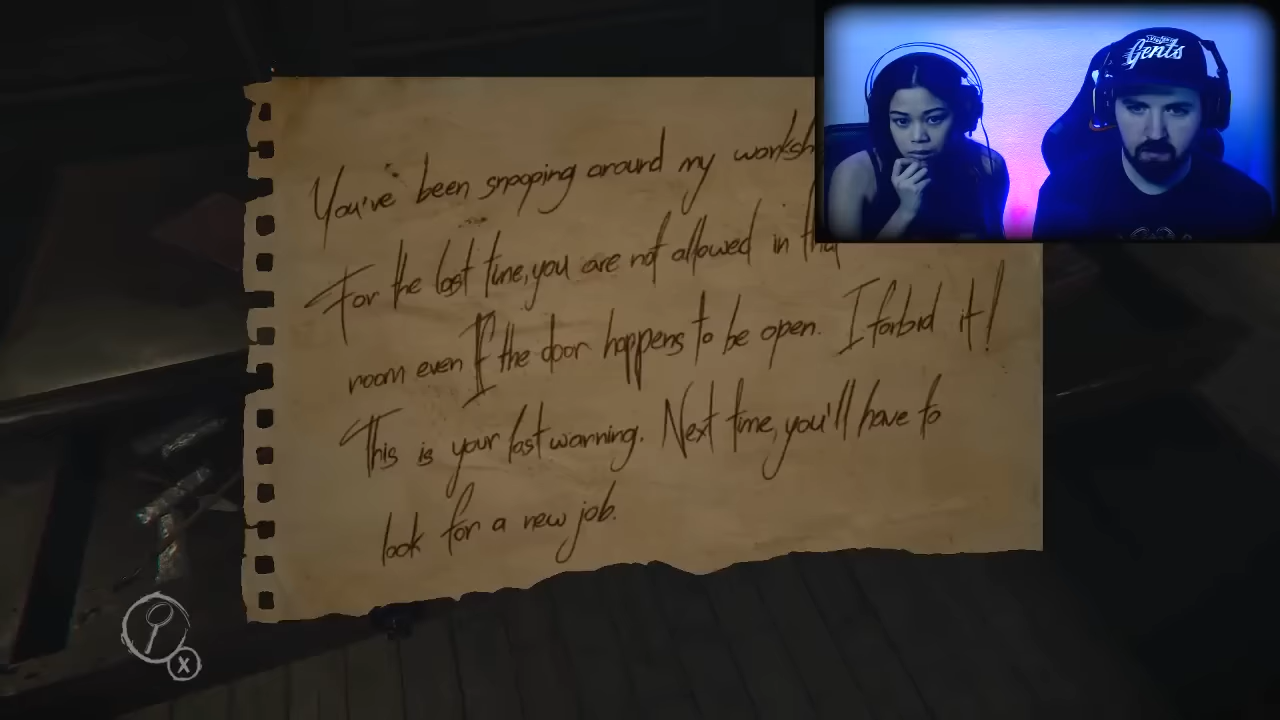 You've been snooping around my
For the last time, you are not allowed in that
room even If the door happens to be open. I forbid it!
This is your last warning. Next time, you'll have to
look for a new job.
Gents
X